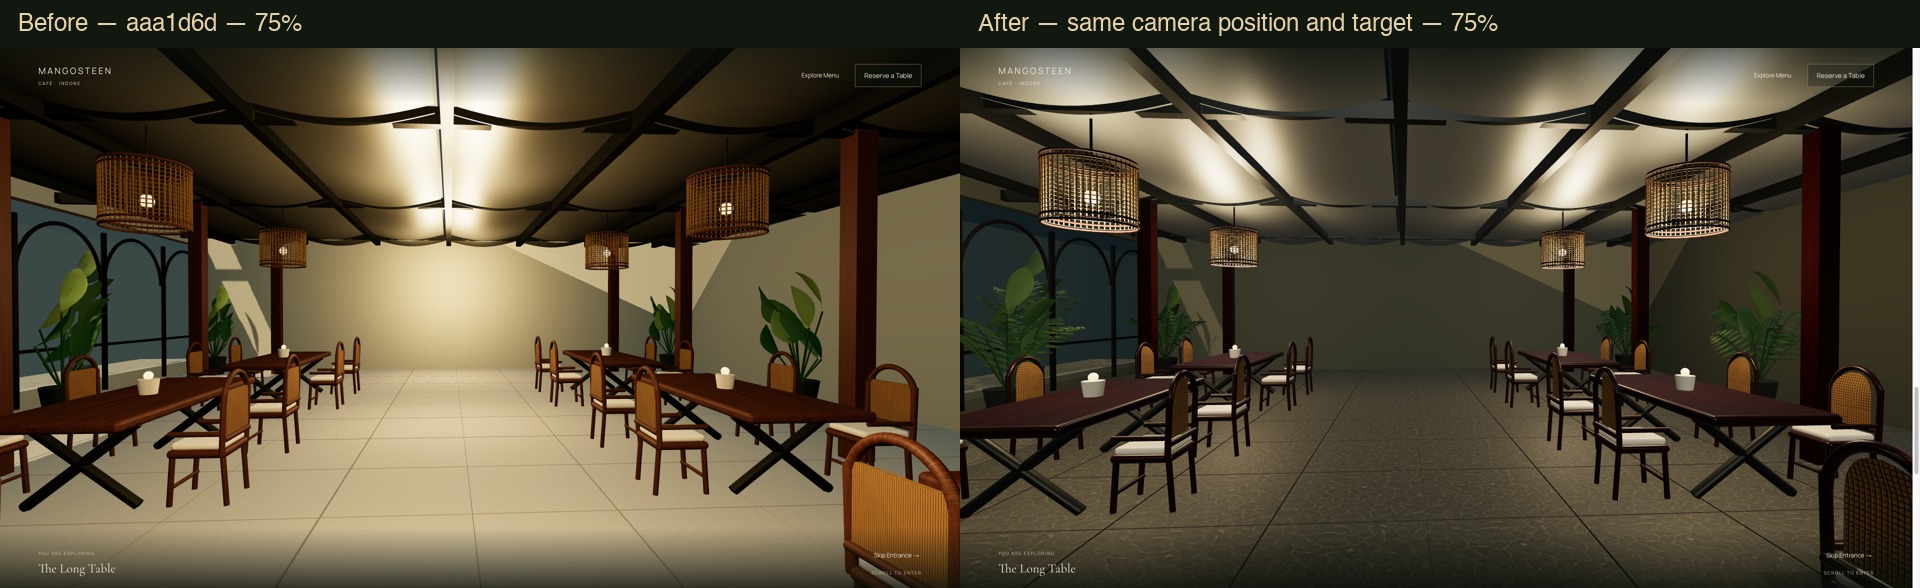 Before — aaa1d6d — 75%
MANGOSTEEN
CAFÉ · INDORE
Explore Menu
Reserve a Table
YOU ARE EXPLORING
The Long Table
Skip Entrance →
SCROLL TO ENTER
After — same camera position and target — 75%
MANGOSTEEN
CAFÉ · INDORE
Explore Menu
Reserve a Table
YOU ARE EXPLORING
The Long Table
Skip Entrance →
SCROLL TO ENTER